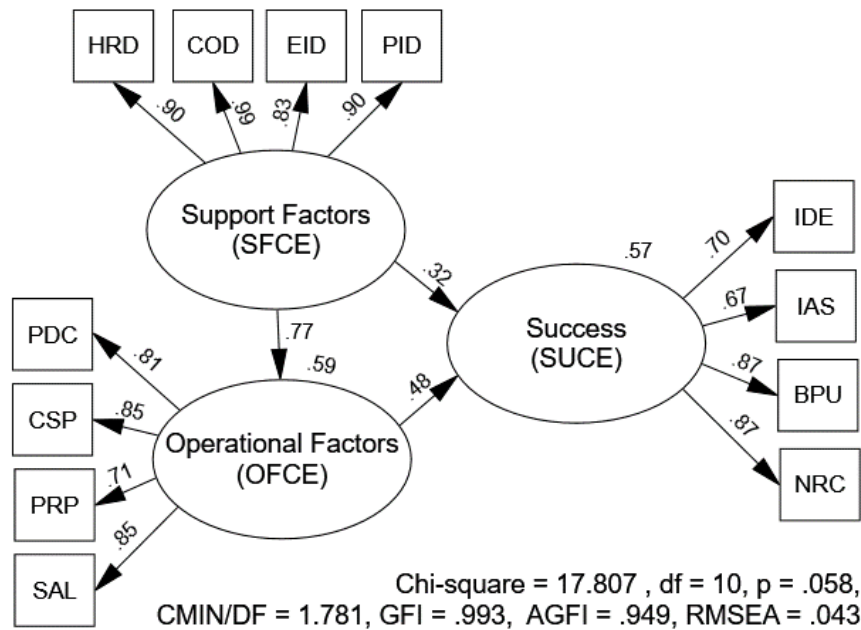 HRD COD EID PID
.90 .99 .83 .90
Support Factors
(SFCE)
.32
.77
.59
.57
IDE
.70
IAS
.67
BPU
.87
NRC
.87
Success
(SUCE)
.48
PDC
.81
CSP
.85
PRP
.71
SAL
.85
Operational Factors
(OFCE)
Chi-square = 17.807 , df = 10, p = .058,
CMIN/DF = 1.781, GFI = .993, AGFI = .949, RMSEA = .043